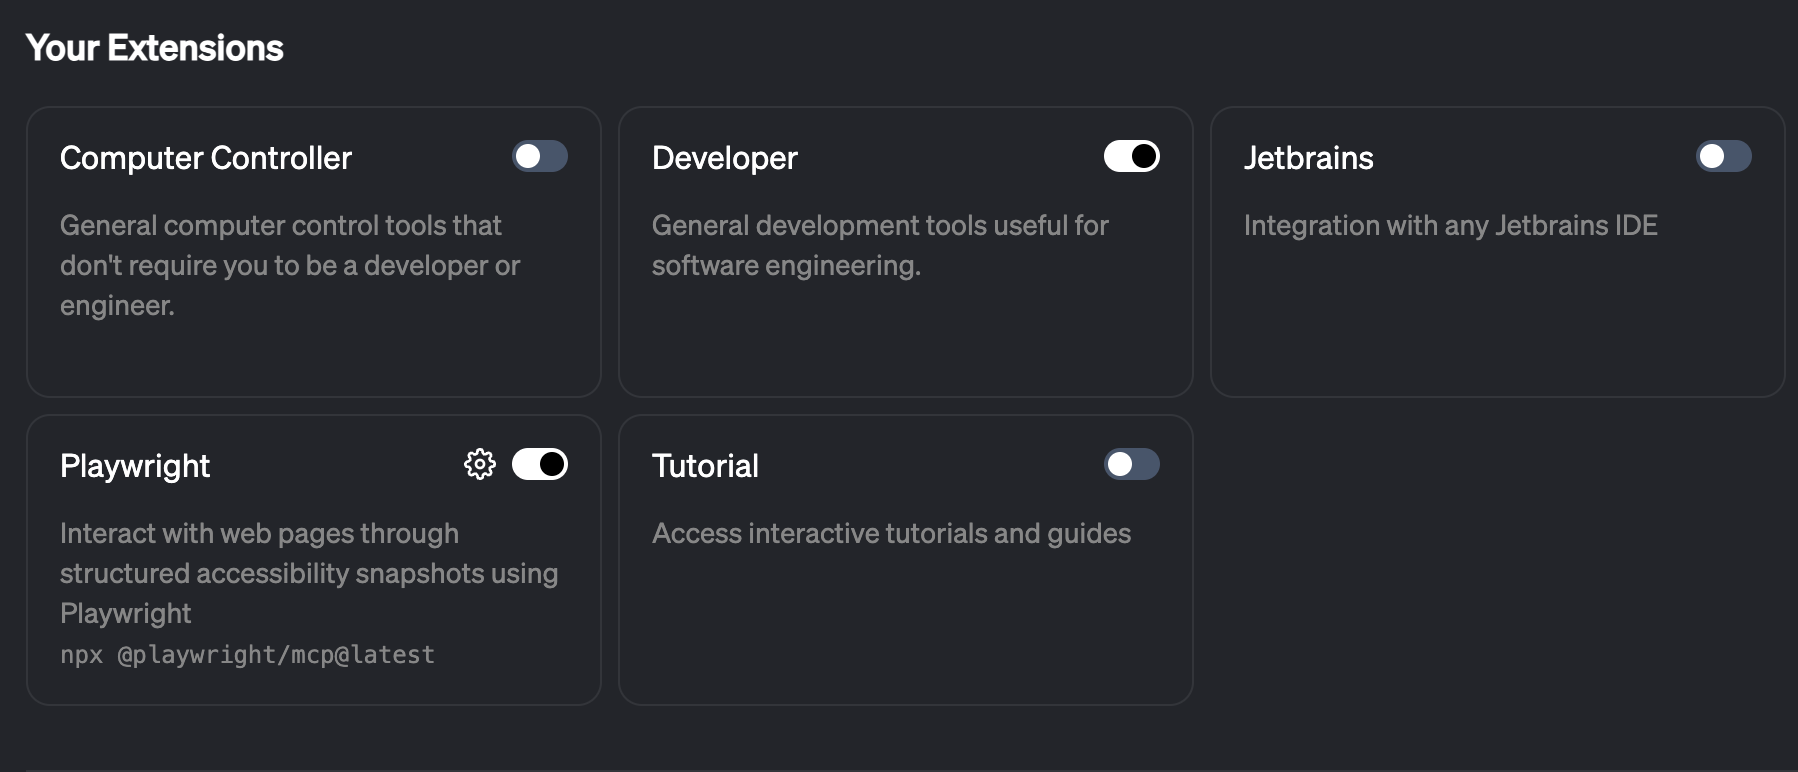 Your Extensions
Computer Controller
General computer control tools that
don't require you to be a developer or
engineer.
Developer
General development tools useful for
software engineering.
Jetbrains
Integration with any Jetbrains IDE
Playwright
Interact with web pages through
structured accessibility snapshots using
Playwright
npx @playwright/mcp@latest
Tutorial
Access interactive tutorials and guides